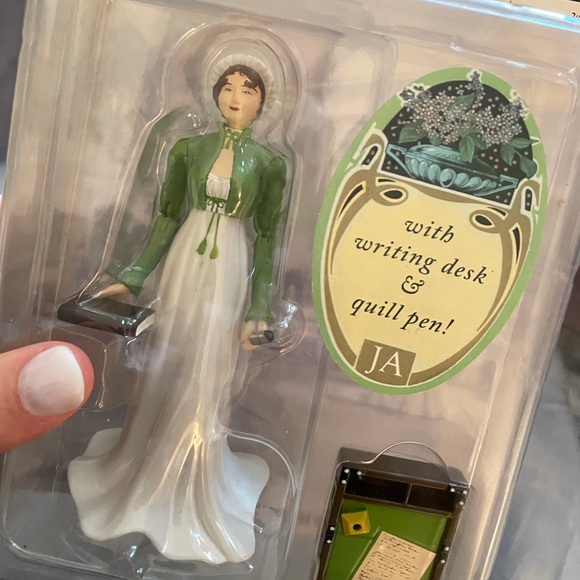 with
writing desk
&
quill pen!
JA